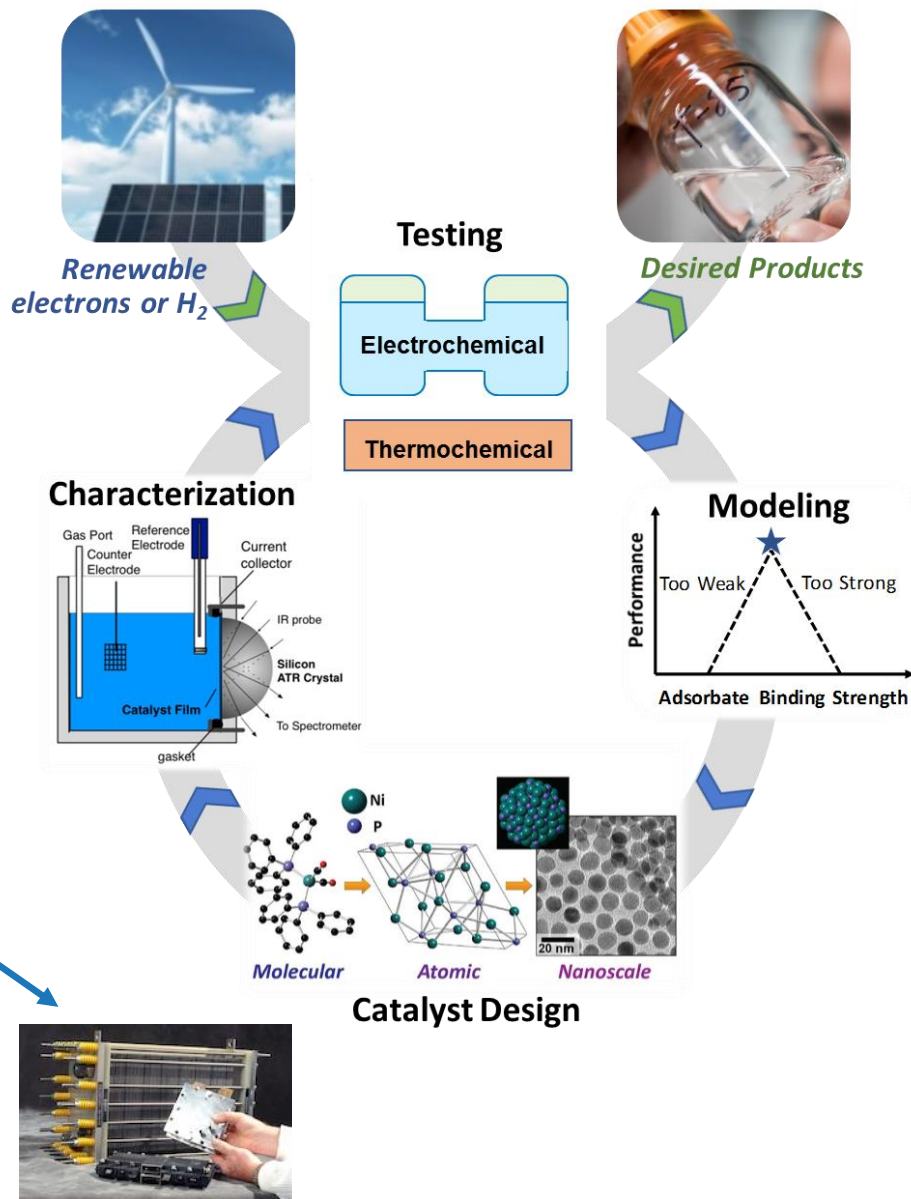 T-85
Renewable
electrons or H₂
Desired Products
Testing
Electrochemical
Thermochemical
Characterization
Gas Port
Counter
Electrode
Reference
Electrode
Current
collector
IR probe
Silicon
ATR Crystal
Catalyst Film
To Spectrometer
gasket
Modeling
Performance
Too Weak
Too Strong
Adsorbate Binding Strength
Ni
P
20 nm
Molecular
Atomic
Nanoscale
Catalyst Design